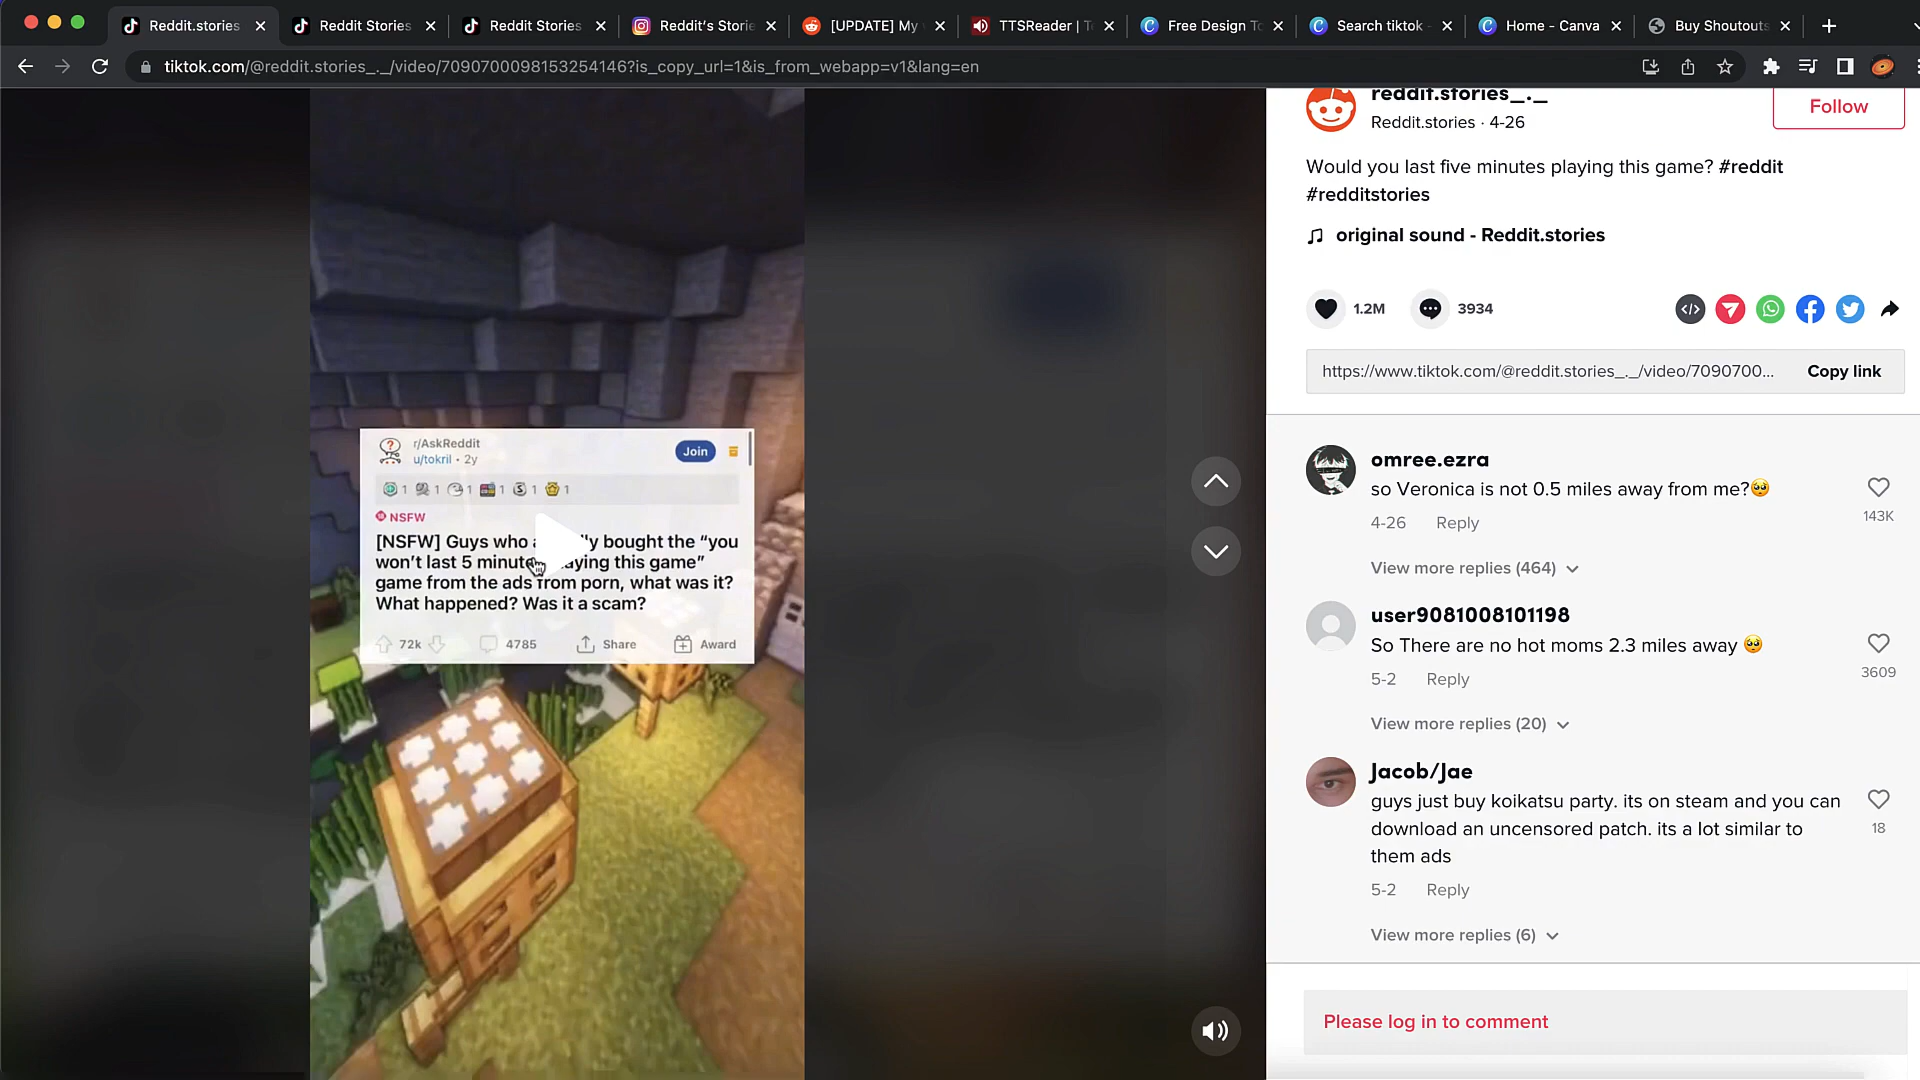 Reddit.stories
Reddit Stories
Reddit Stories
Reddit's Storie
[UPDATE] My
TTSReader | T
Free Design To
Search tiktok -
Home - Canva
Buy Shoutouts
tiktok.com/@reddit.stories_._/video/7090700098153254146?is_copy_url=1&is_from_webapp=v1&lang=en
reddit.stories_._
Reddit.stories · 4-26
Follow
Would you last five minutes playing this game? #reddit
#redditstories
original sound - Reddit.stories
1.2M
3934
https://www.tiktok.com/@reddit.stories_._/video/7090700...
Copy link
r/AskReddit
u/tokril • 2y
Join
1 1 1 1 1 1
NSFW
[NSFW] Guys who bought the “you
won’t last 5 this game”
game from the ads from porn, what was it?
What happened? Was it a scam?
72k
4785
Share
Award
omree.ezra
so Veronica is not 0.5 miles away from me?🥺
143K
4-26 Reply
View more replies (464)
user9081008101198
So There are no hot moms 2.3 miles away 🥺
3609
5-2 Reply
View more replies (20)
Jacob/Jae
guys just buy koikatsu party. its on steam and you can
download an uncensored patch. its a lot similar to
them ads
18
5-2 Reply
View more replies (6)
Please log in to comment